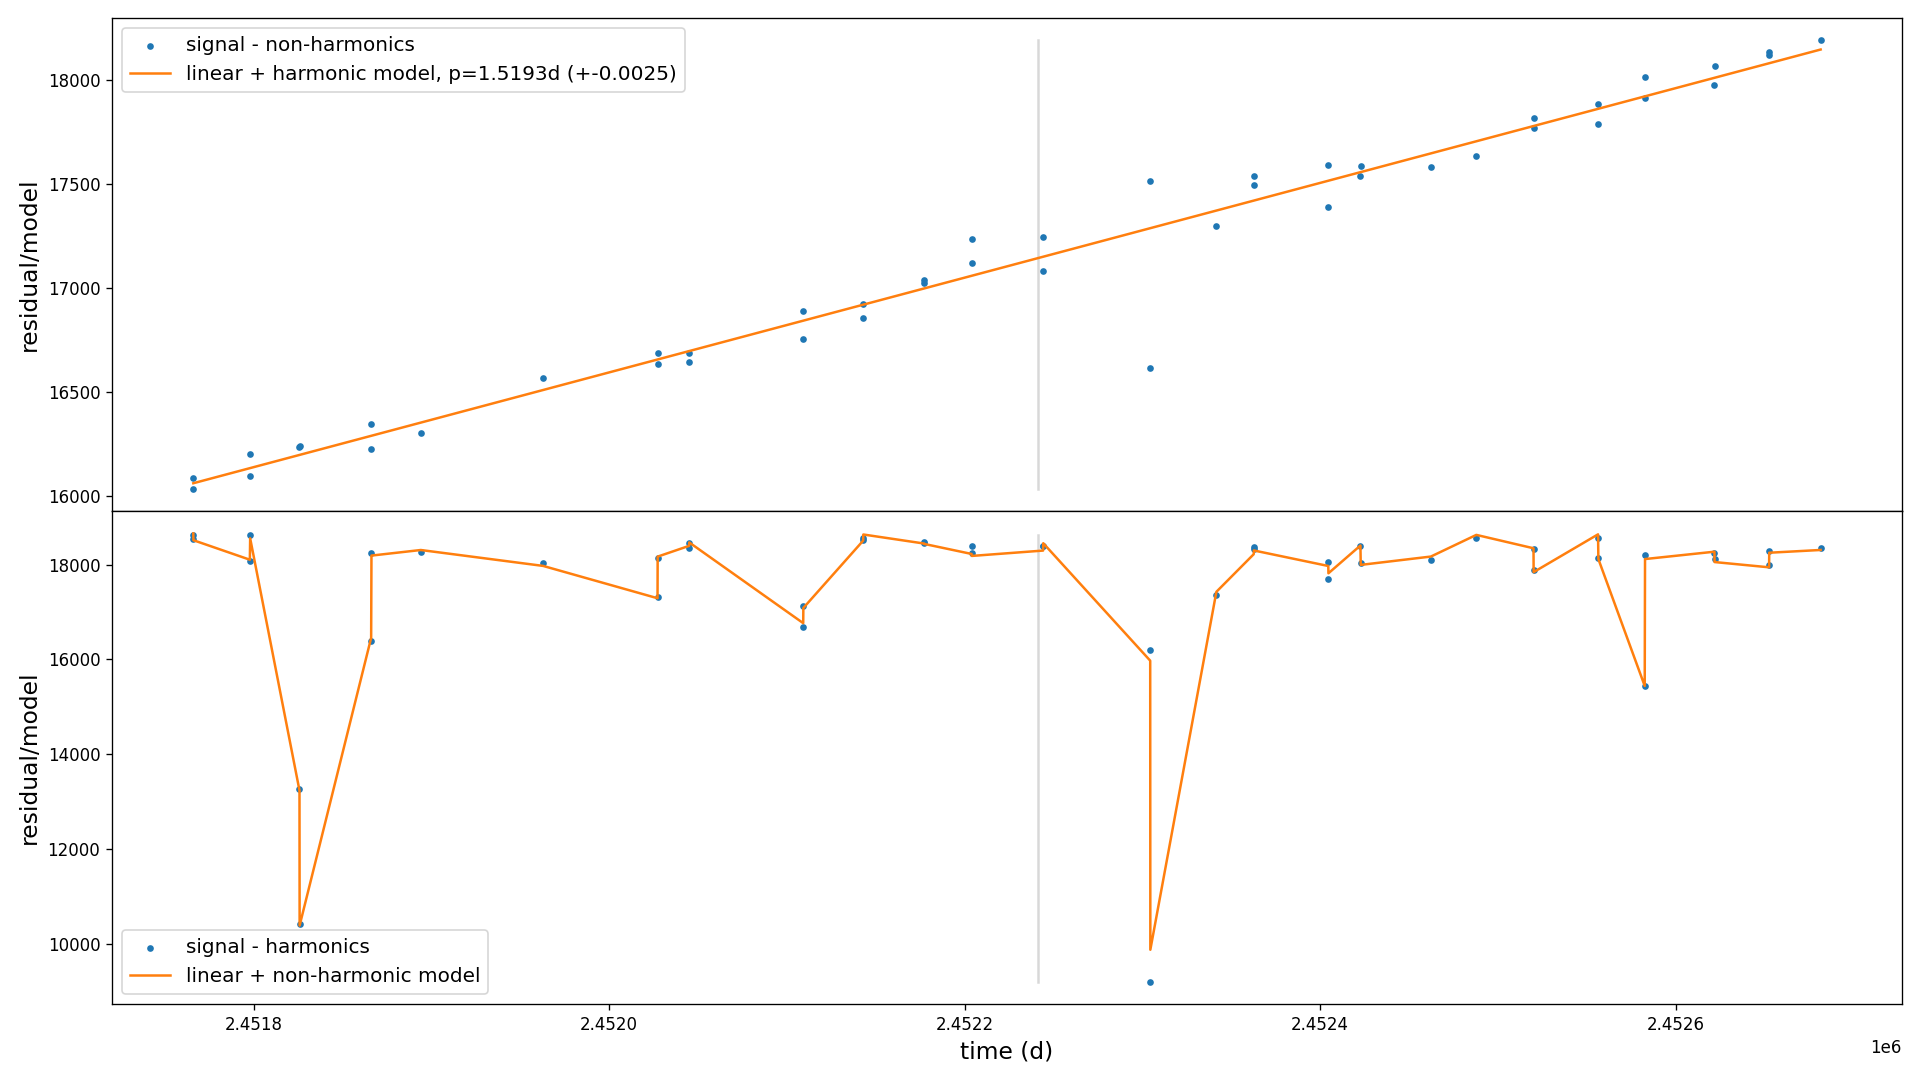 signal - non-harmonics
linear + harmonic model, p=1.5193d (+-0.0025)
residual/model
18000
17500
17000
16500
16000
residual/model
18000
16000
14000
12000
10000
signal - harmonics
linear + non-harmonic model
2.4518
2.4520
2.4522
2.4524
2.4526
time (d)
1e6